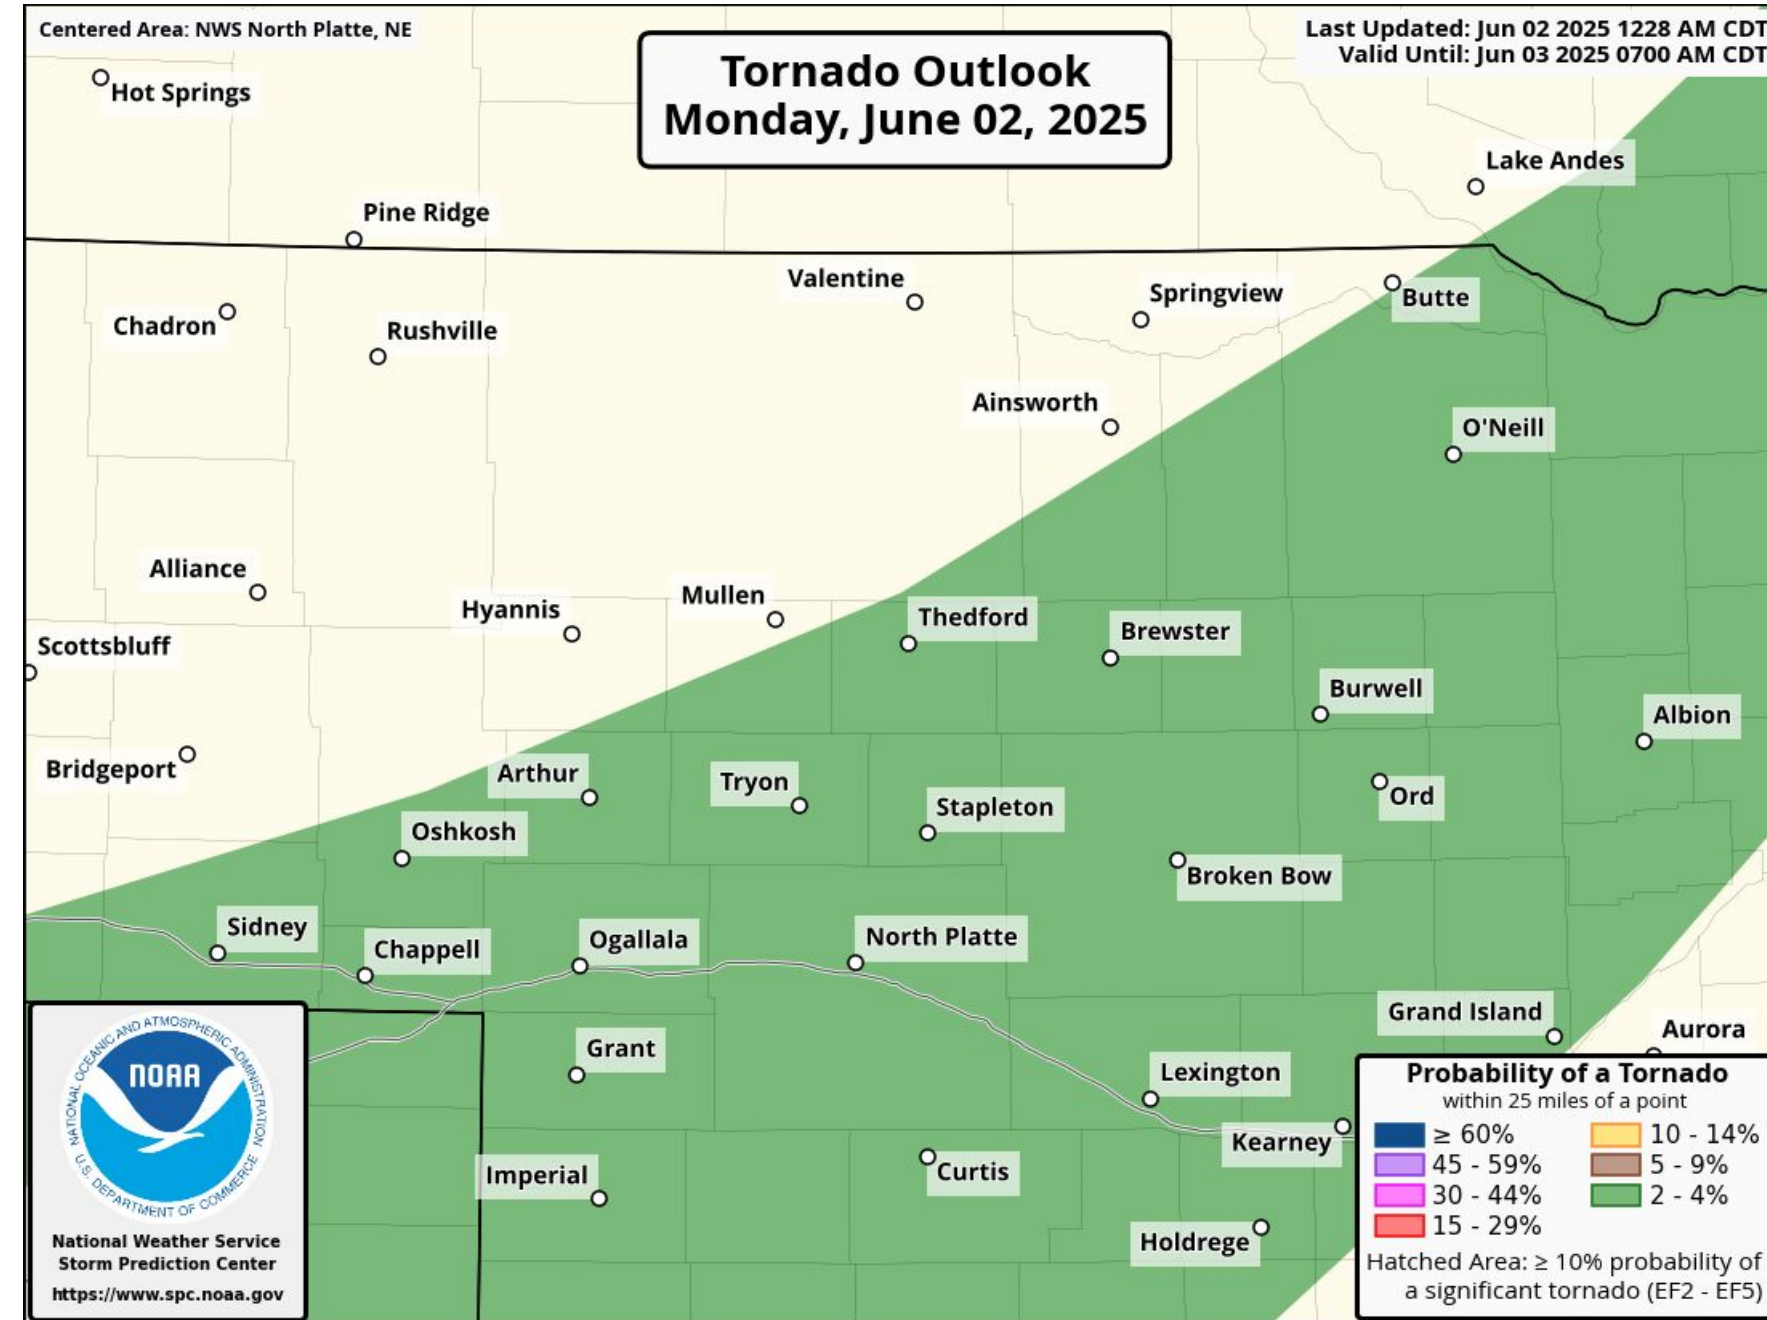 Centered Area: NWS North Platte, NE
Last Updated: Jun 02 2025 1228 AM CDT
Valid Until: Jun 03 2025 0700 AM CDT
Tornado Outlook
Monday, June 02, 2025
Hot Springs
Lake Andes
Pine Ridge
Valentine
Springview
Butte
Chadron
Rushville
Ainsworth
O'Neill
Alliance
Hyannis
Mullen
Thedford
Brewster
Scottsbluff
Burwell
Albion
Bridgeport
Arthur
Tryon
Stapleton
Ord
Oshkosh
Broken Bow
Sidney
Chappell
Ogallala
North Platte
Grand Island
Aurora
Grant
Lexington
Kearney
Imperial
Curtis
Holdrege
NATIONAL OCEANIC AND ATMOSPHERIC ADMINISTRATION
NOAA
U.S. DEPARTMENT OF COMMERCE
National Weather Service
Storm Prediction Center
https://www.spc.noaa.gov
Probability of a Tornado
within 25 miles of a point
≥ 60%
45 - 59%
30 - 44%
15 - 29%
10 - 14%
5 - 9%
2 - 4%
Hatched Area: ≥ 10% probability of
a significant tornado (EF2 - EF5)